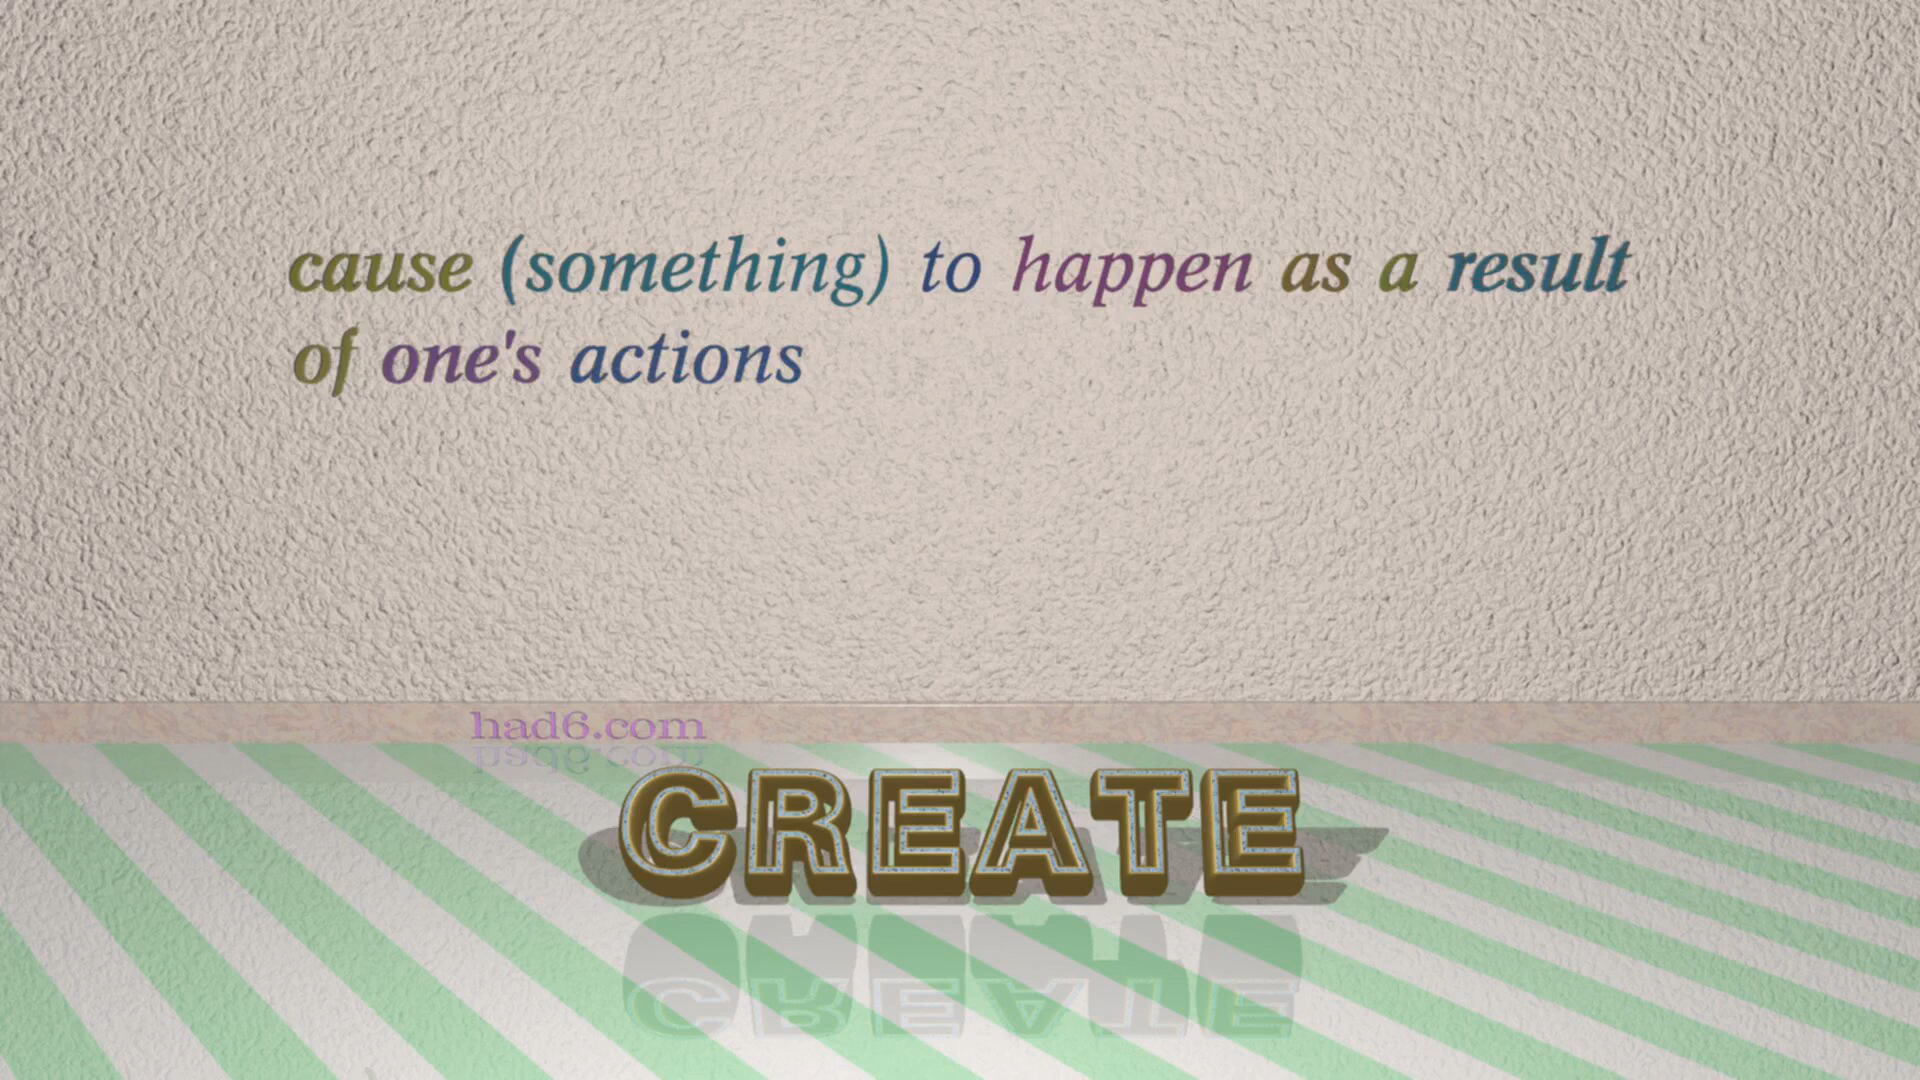 cause (something) to happen as a result
of one's actions
had6.com
CREATE